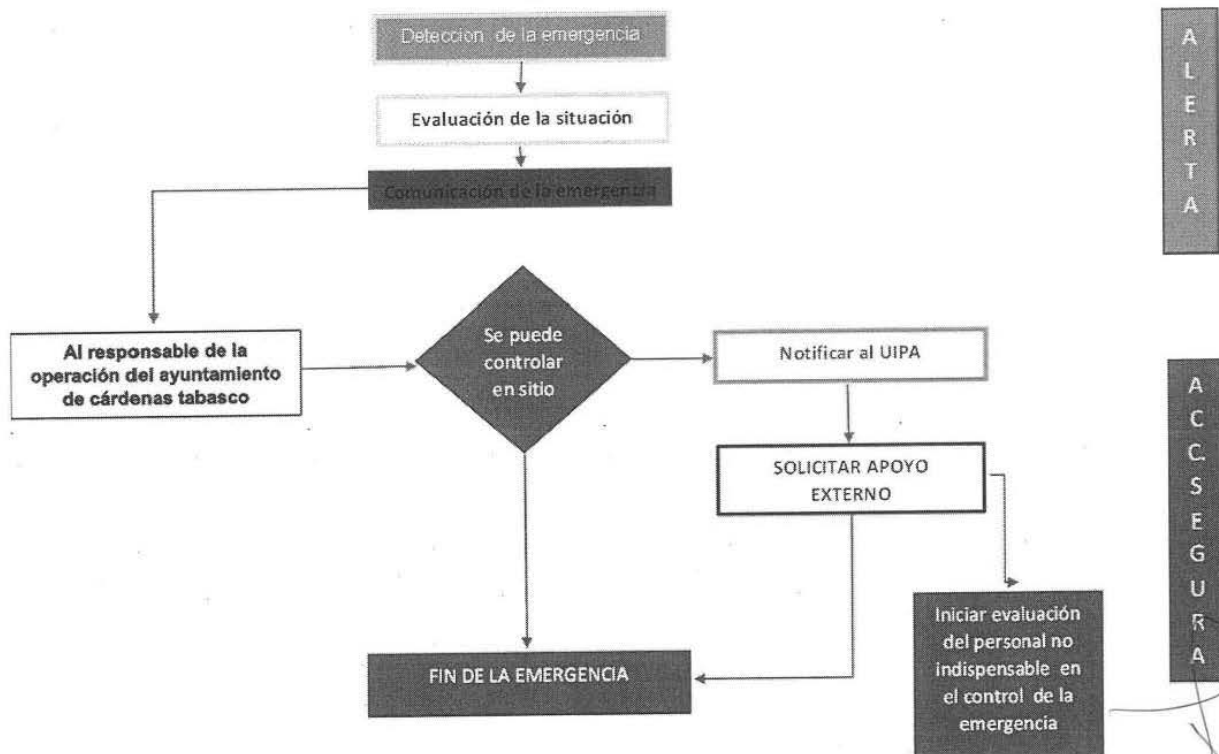 Deteccion de la emergencia
Evaluación de la situación
Comunicación de la emergencia
Al responsable de la
operación del ayuntamiento
de cárdenas tabasco
Se puede
controlar
en sitio
Notificar al UIPA
SOLICITAR APOYO
EXTERNO
Iniciar evaluación
del personal no
indispensable en
el control de la
emergencia
FIN DE LA EMERGENCIA
A
L
E
R
T
A
A
C
C.
S
E
G
U
R
A